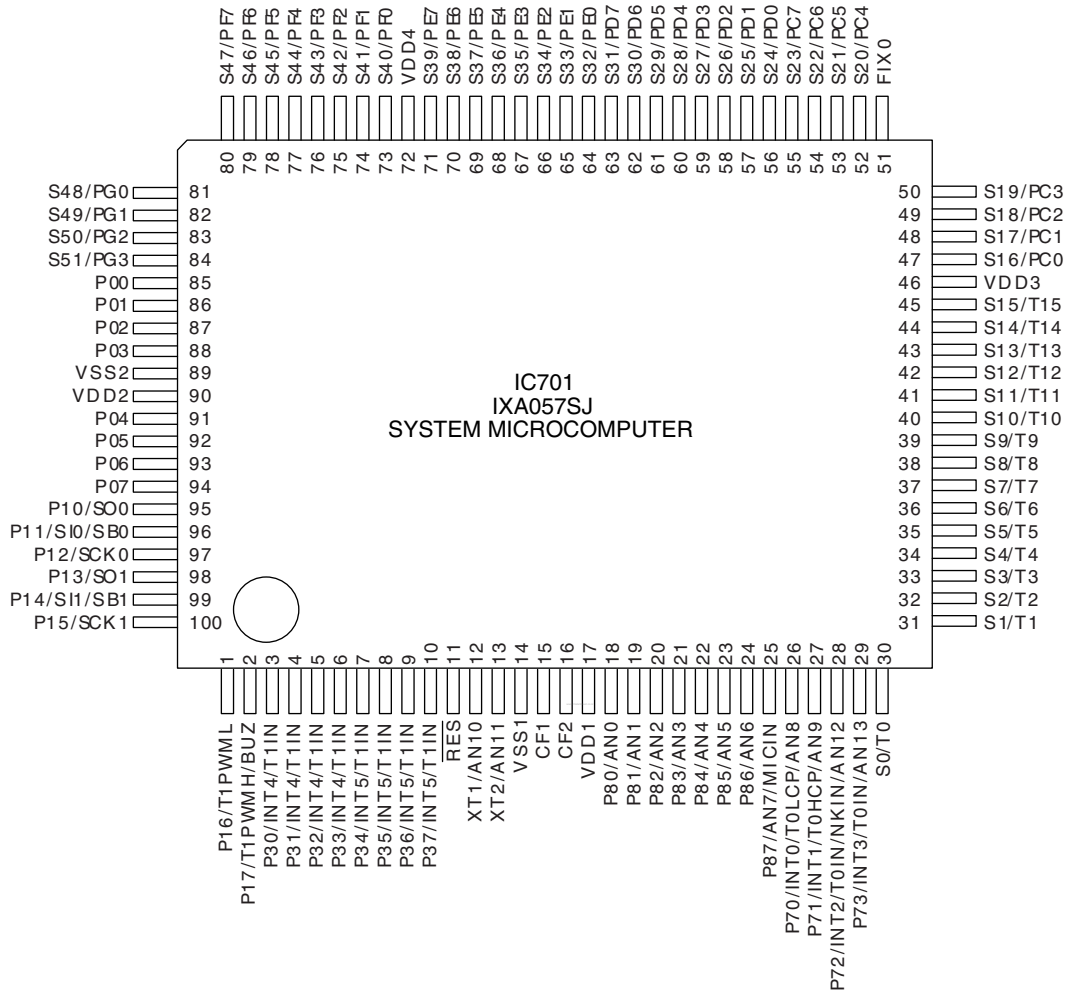 S47/PF7
S46/PF6
S45/PF5
S44/PF4
S43/PF3
S42/PF2
S41/PF1
S40/PF0
VDD4
S39/PE7
S38/PE6
S37/PE5
S36/PE4
S35/PE3
S34/PE2
S33/PE1
S32/PE0
S31/PD7
S30/PD6
S29/PD5
S28/PD4
S27/PD3
S26/PD2
S25/PD1
S24/PD0
S23/PC7
S22/PC6
S21/PC5
S20/PC4
FIX0
80
79
78
77
76
75
74
73
72
71
70
69
68
67
66
65
64
63
62
61
60
59
58
57
56
55
54
53
52
51
S48/PG0 81
S49/PG1 82
S50/PG2 83
S51/PG3 84
P00 85
P01 86
P02 87
P03 88
VSS2 89
VDD2 90
P04 91
P05 92
P06 93
P07 94
P10/SO0 95
P11/SI0/SB0 96
P12/SCK0 97
P13/SO1 98
P14/SI1/SB1 99
P15/SCK1 100
IC701
IXA057SJ
SYSTEM MICROCOMPUTER
50 S19/PC3
49 S18/PC2
48 S17/PC1
47 S16/PC0
46 VDD3
45 S15/T15
44 S14/T14
43 S13/T13
42 S12/T12
41 S11/T11
40 S10/T10
39 S9/T9
38 S8/T8
37 S7/T7
36 S6/T6
35 S5/T5
34 S4/T4
33 S3/T3
32 S2/T2
31 S1/T1
1
2
3
4
5
6
7
8
9
10
11
12
13
14
15
16
17
18
19
20
21
22
23
24
25
26
27
28
29
30
P16/T1PWML
P17/T1PWMH/BUZ
P30/INT4/T1IN
P31/INT4/T1IN
P32/INT4/T1IN
P33/INT4/T1IN
P34/INT5/T1IN
P35/INT5/T1IN
P36/INT5/T1IN
P37/INT5/T1IN
RES
XT1/AN10
XT2/AN11
VSS1
CF1
CF2
VDD1
P80/AN0
P81/AN1
P82/AN2
P83/AN3
P84/AN4
P85/AN5
P86/AN6
P87/AN7/MICIN
P70/INT0/T0LCP/AN8
P71/INT1/T0HCP/AN9
P72/INT2/T0IN/NKIN/AN12
P73/INT3/T0IN/AN13
S0/T0